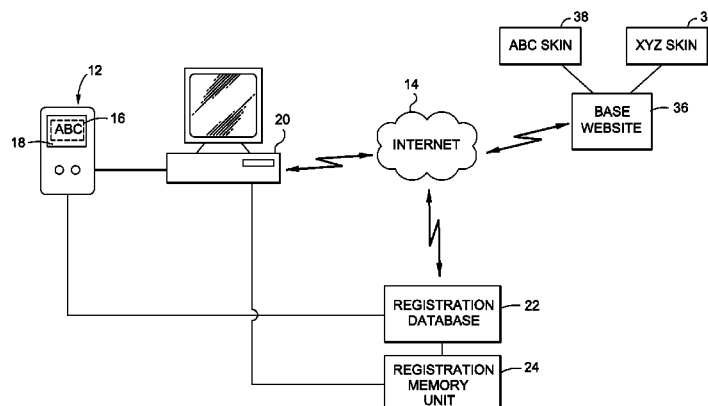 38
ABC SKIN
XYZ SKIN
12
14
16
ABC
18
20
INTERNET
BASE
WEBSITE
36
REGISTRATION
DATABASE
22
REGISTRATION
MEMORY
UNIT
24